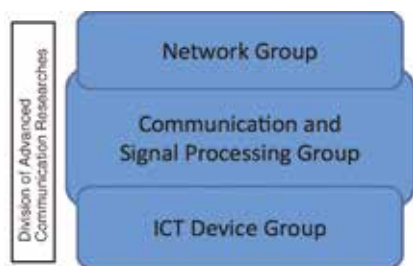 Division of Advanced
Communication Researches
Network Group
Communication and
Signal Processing Group
ICT Device Group